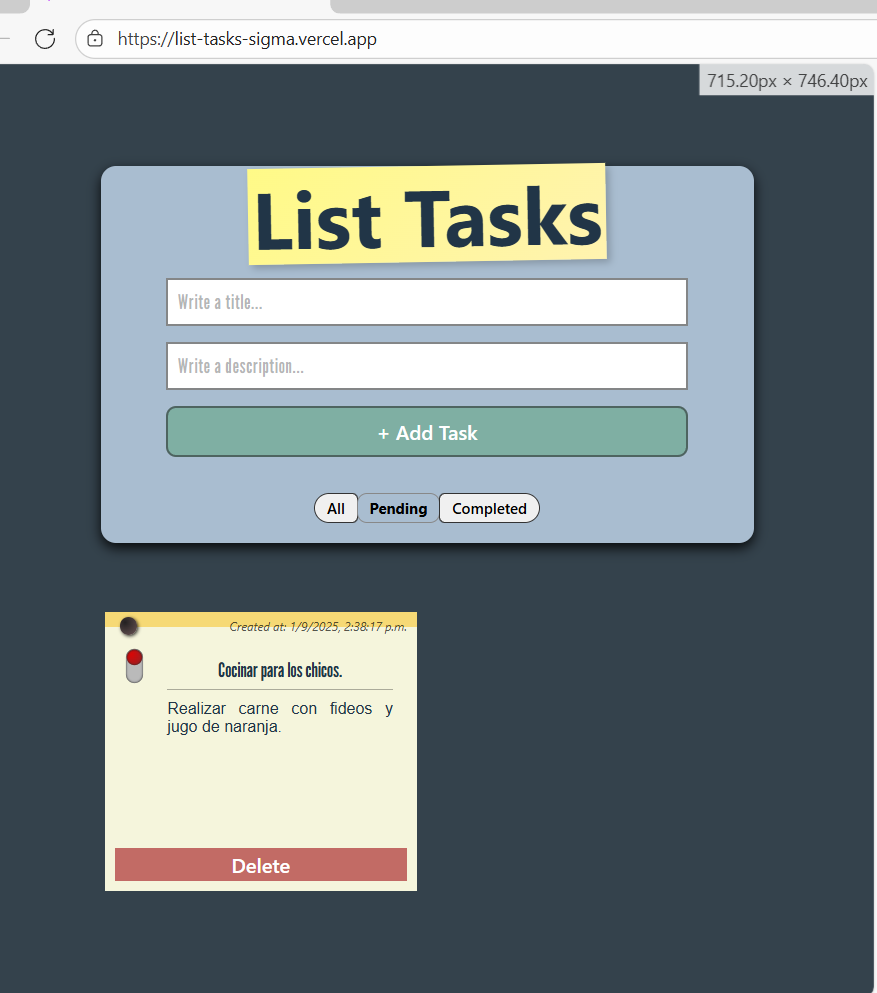 https://list-tasks-sigma.vercel.app
715.20px × 746.40px
List Tasks
Write a title...
Write a description...
+ Add Task
All Pending Completed
Created at: 1/9/2025, 2:38:17 p.m.
Cocinar para los chicos.
Realizar carne con fideos y
jugo de naranja.
Delete